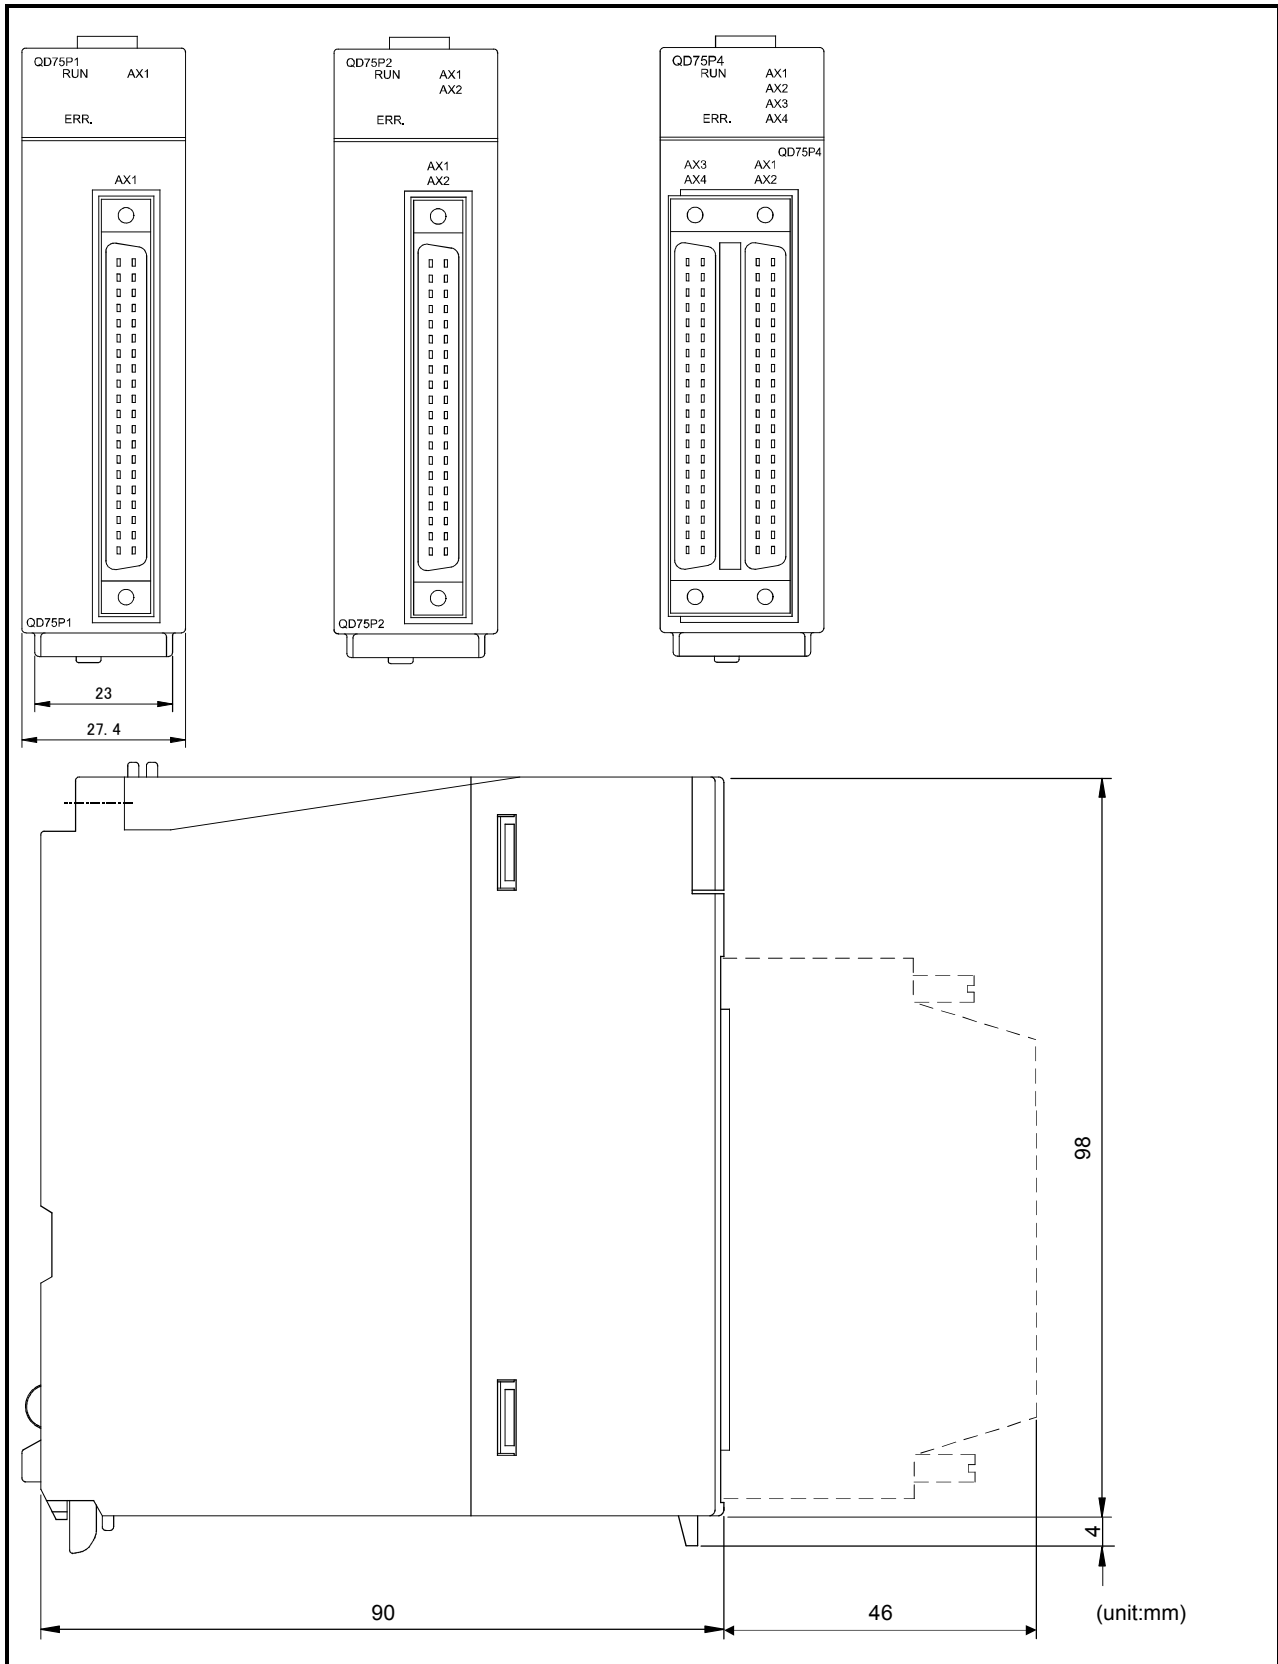 QD75P1
RUN AX1
ERR.
AX1
QD75P1
23
27.4
QD75P2
RUN AX1
AX2
ERR.
AX1
AX2
QD75P2
QD75P4
RUN AX1
AX2
AX3
ERR. AX4
QD75P4
AX3 AX1
AX4 AX2
98
4
90
46
(unit:mm)